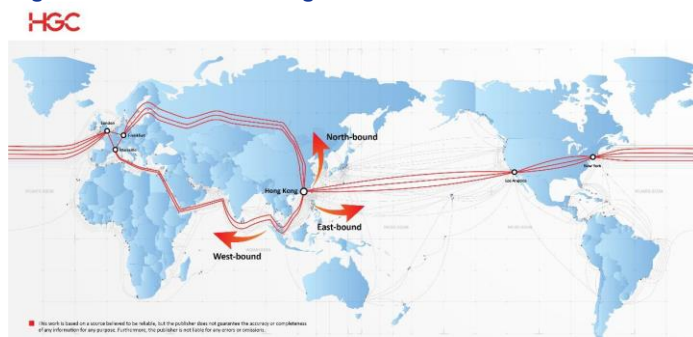 HGC
North-bound
London
Frankfurt
Marseille
Hong Kong
Los Angeles
New York
East-bound
West-bound
This work is based on a source believed to be reliable, but the publisher does not guarantee the accuracy or completeness
of any information for any purpose. Furthermore, the publisher is not liable for any errors or omissions.